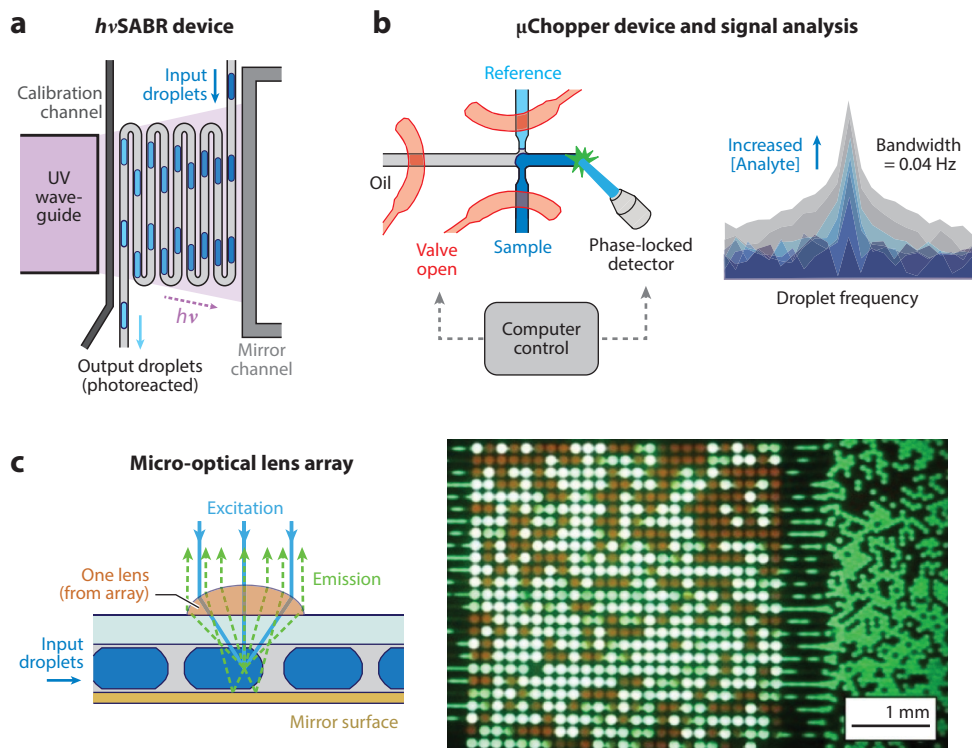 a
hνSABR device
Calibration
channel
Input
droplets
UV
wave-
guide
hν
Mirror
channel
Output droplets
(photoreacted)
b
μChopper device and signal analysis
Reference
Oil
Valve
open
Sample
Phase-locked
detector
Computer
control
Increased
[Analyte]
Bandwidth
= 0.04 Hz
Droplet frequency
c
Micro-optical lens array
Excitation
One lens
(from array)
Emission
Input
droplets
Mirror surface
1 mm